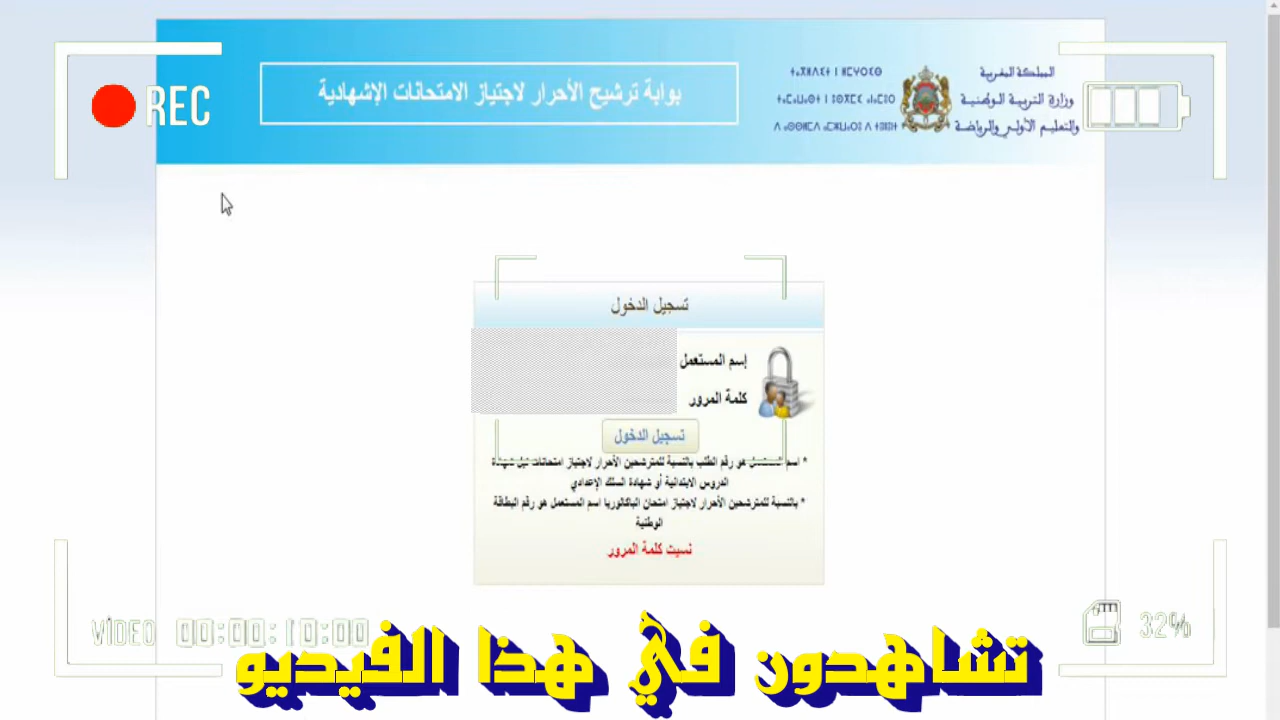 المملكة المغربية
وزارة التربية الوطنية
والتعليم الأولي والرياضة
ⵜⴰⴳⵍⴷⵉⵜ ⵏ ⵍⵎⵖⵔⵉⴱ
بوابة ترشيح الأحرار لاجتياز الامتحانات الإشهادية
REC
تسجيل الدخول
إسم المستعمل
كلمة المرور
تسجيل الدخول
* اسم المستعمل هو رقم الطلب بالنسبة للمترشحين الأحرار لاجتياز امتحانات نيل شهادة
الدروس الابتدائية أو شهادة السلك الإعدادي
* بالنسبة للمترشحين الأحرار لاجتياز امتحان الباكالوريا اسم المستعمل هو رقم البطاقة
الوطنية
نسيت كلمة المرور
VIDEO 00:00:10:00
32%
تشاهدون في هذا الفيديو